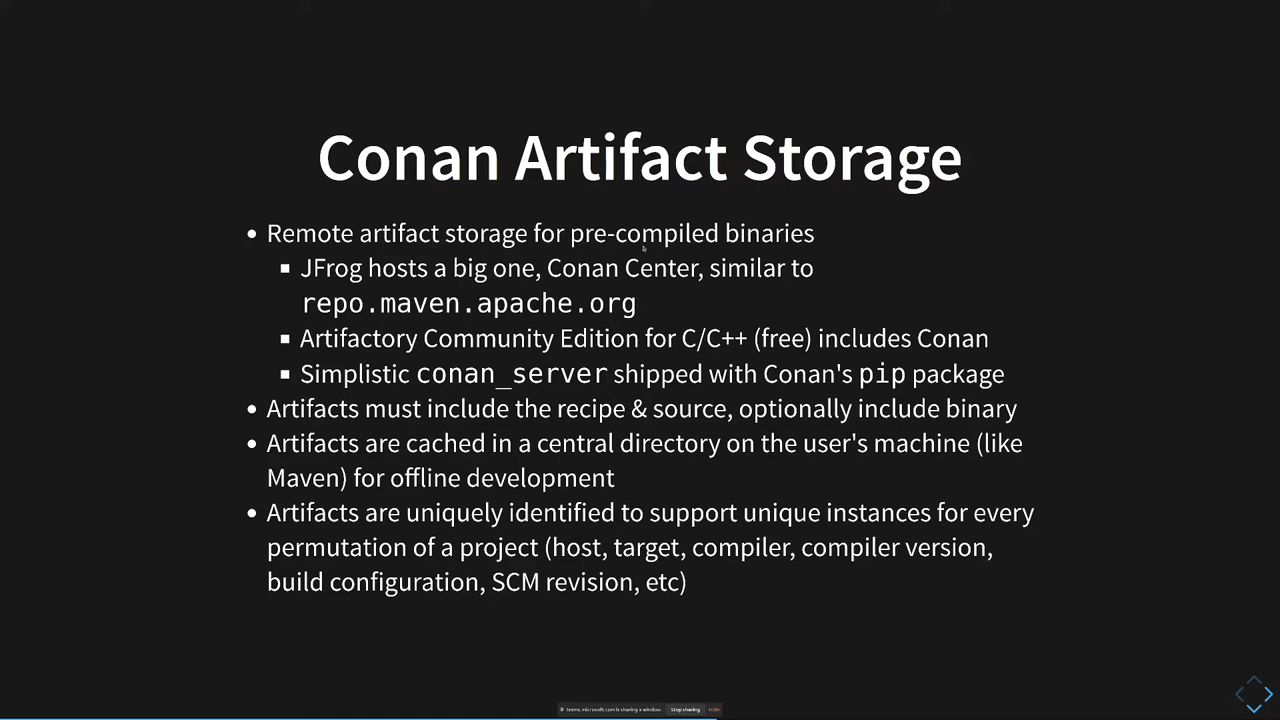 Conan Artifact Storage
• Remote artifact storage for pre-compiled binaries
▪ JFrog hosts a big one, Conan Center, similar to
repo.maven.apache.org
▪ Artifactory Community Edition for C/C++ (free) includes Conan
▪ Simplistic conan_server shipped with Conan's pip package
• Artifacts must include the recipe & source, optionally include binary
• Artifacts are cached in a central directory on the user's machine (like
Maven) for offline development
• Artifacts are uniquely identified to support unique instances for every
permutation of a project (host, target, compiler, compiler version,
build configuration, SCM revision, etc)
teams.microsoft.com is sharing a window. Stop sharing Hide